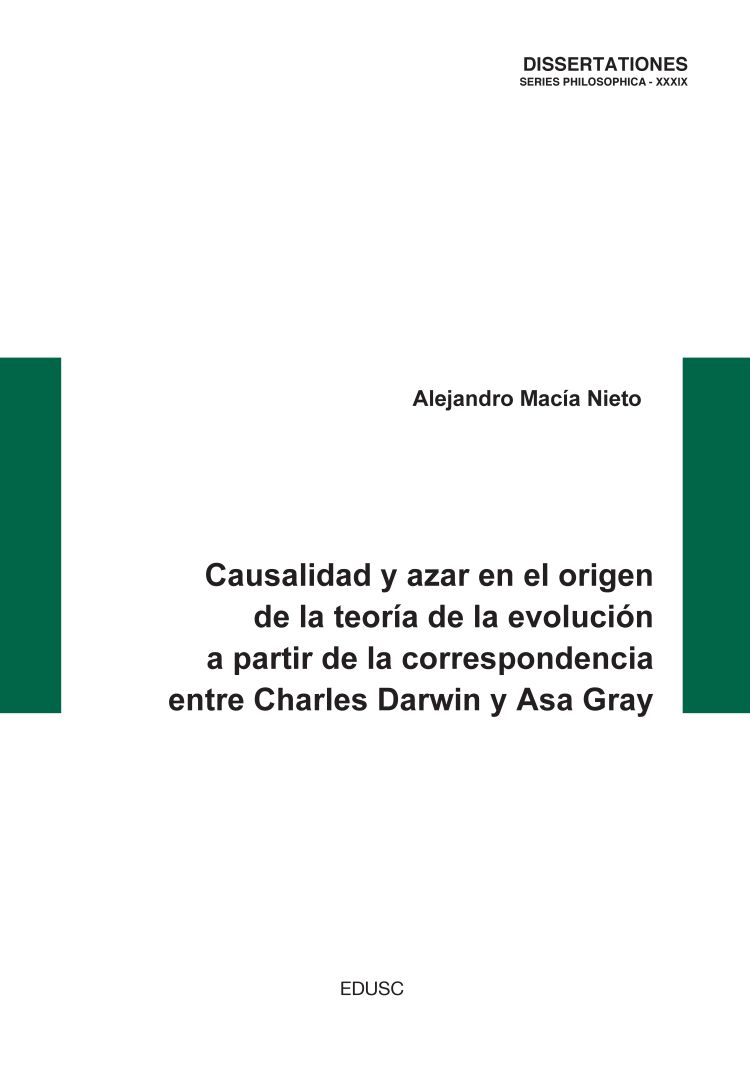 DISSERTATIONES
SERIES PHILOSOPHICA - XXXIX
Alejandro Macía Nieto
Causalidad y azar en el origen
de la teoría de la evolución
a partir de la correspondencia
entre Charles Darwin y Asa Gray
EDUSC